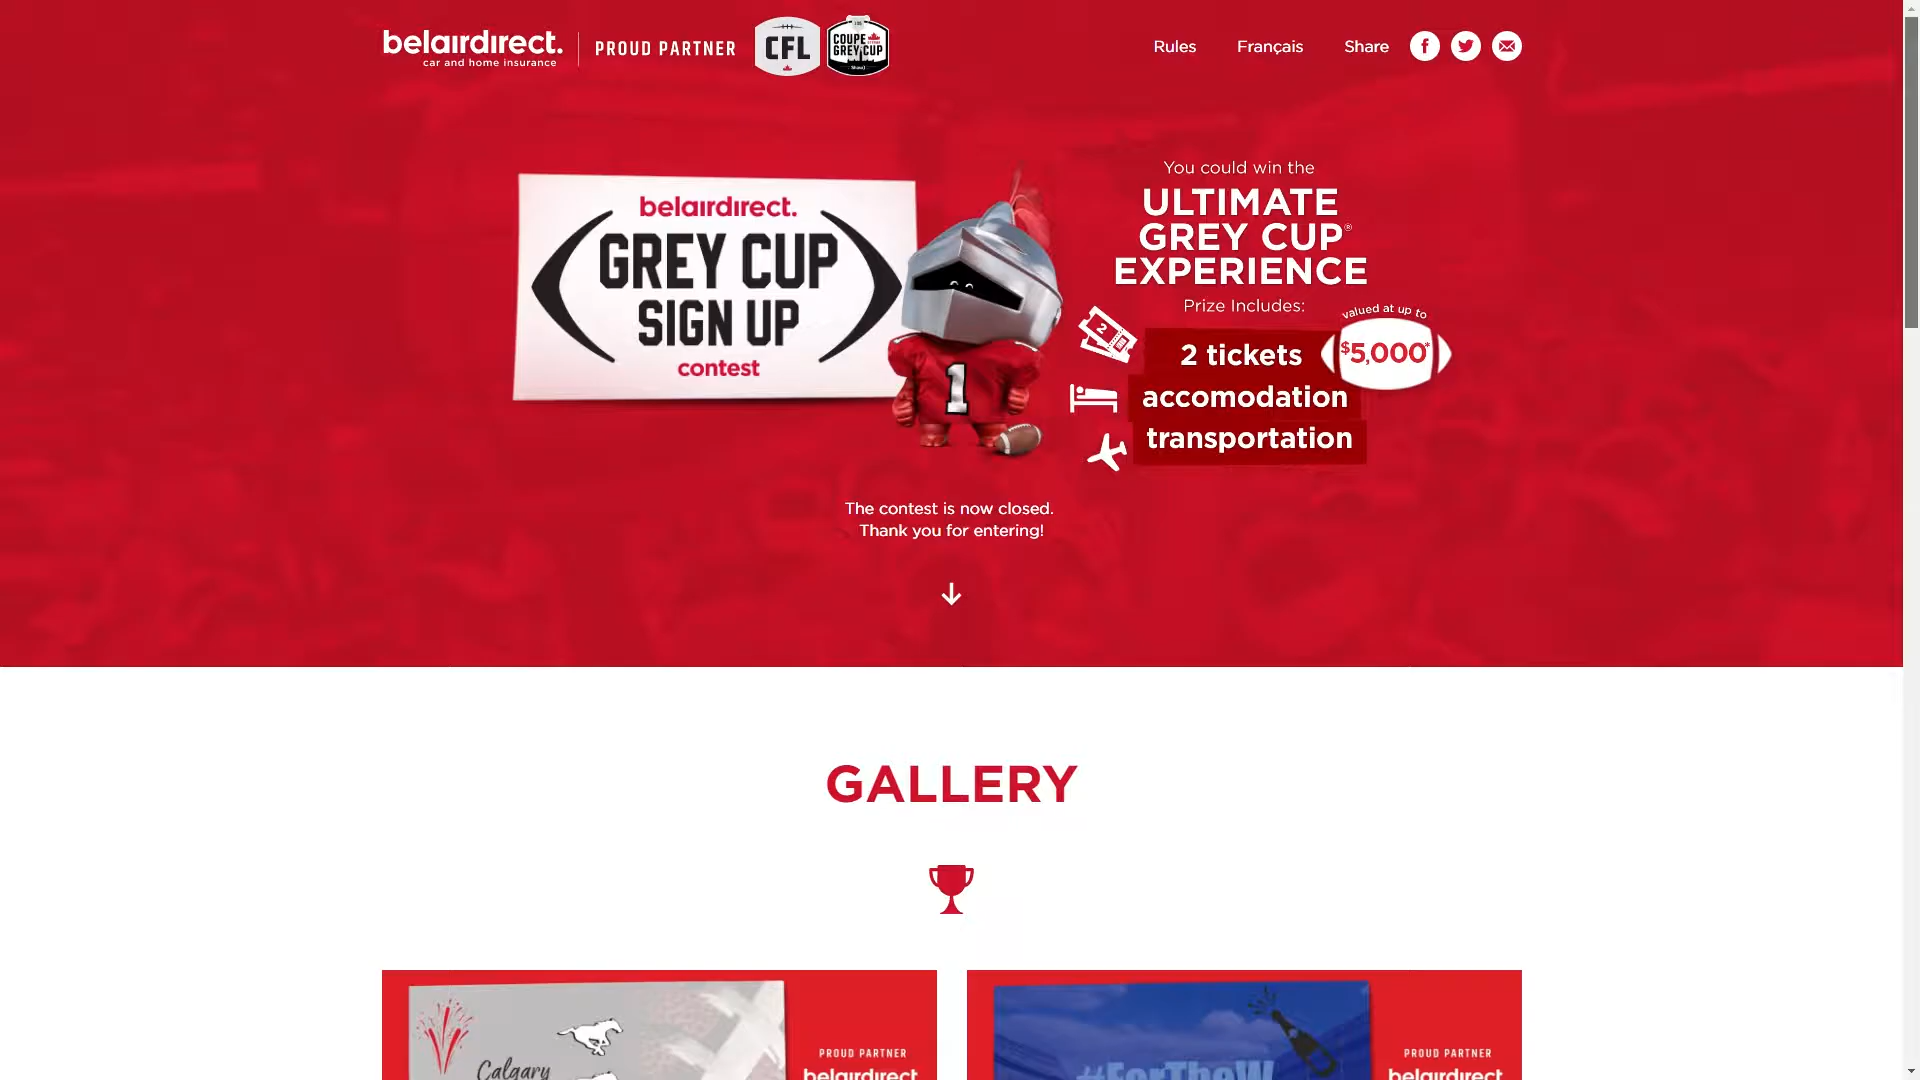 belairdirect.
car and home insurance
PROUD PARTNER
CFL
COUPE
GREY CUP
Rules
Français
Share
belairdirect.
GREY CUP
SIGN UP
contest
1
You could win the
ULTIMATE
GREY CUP®
EXPERIENCE
Prize Includes:
valued at up to
$5,000*
2
2 tickets
accomodation
transportation
The contest is now closed.
Thank you for entering!
GALLERY
Calgary
PROUD PARTNER
belairdirect.
#ForTheW
PROUD PARTNER
belairdirect.